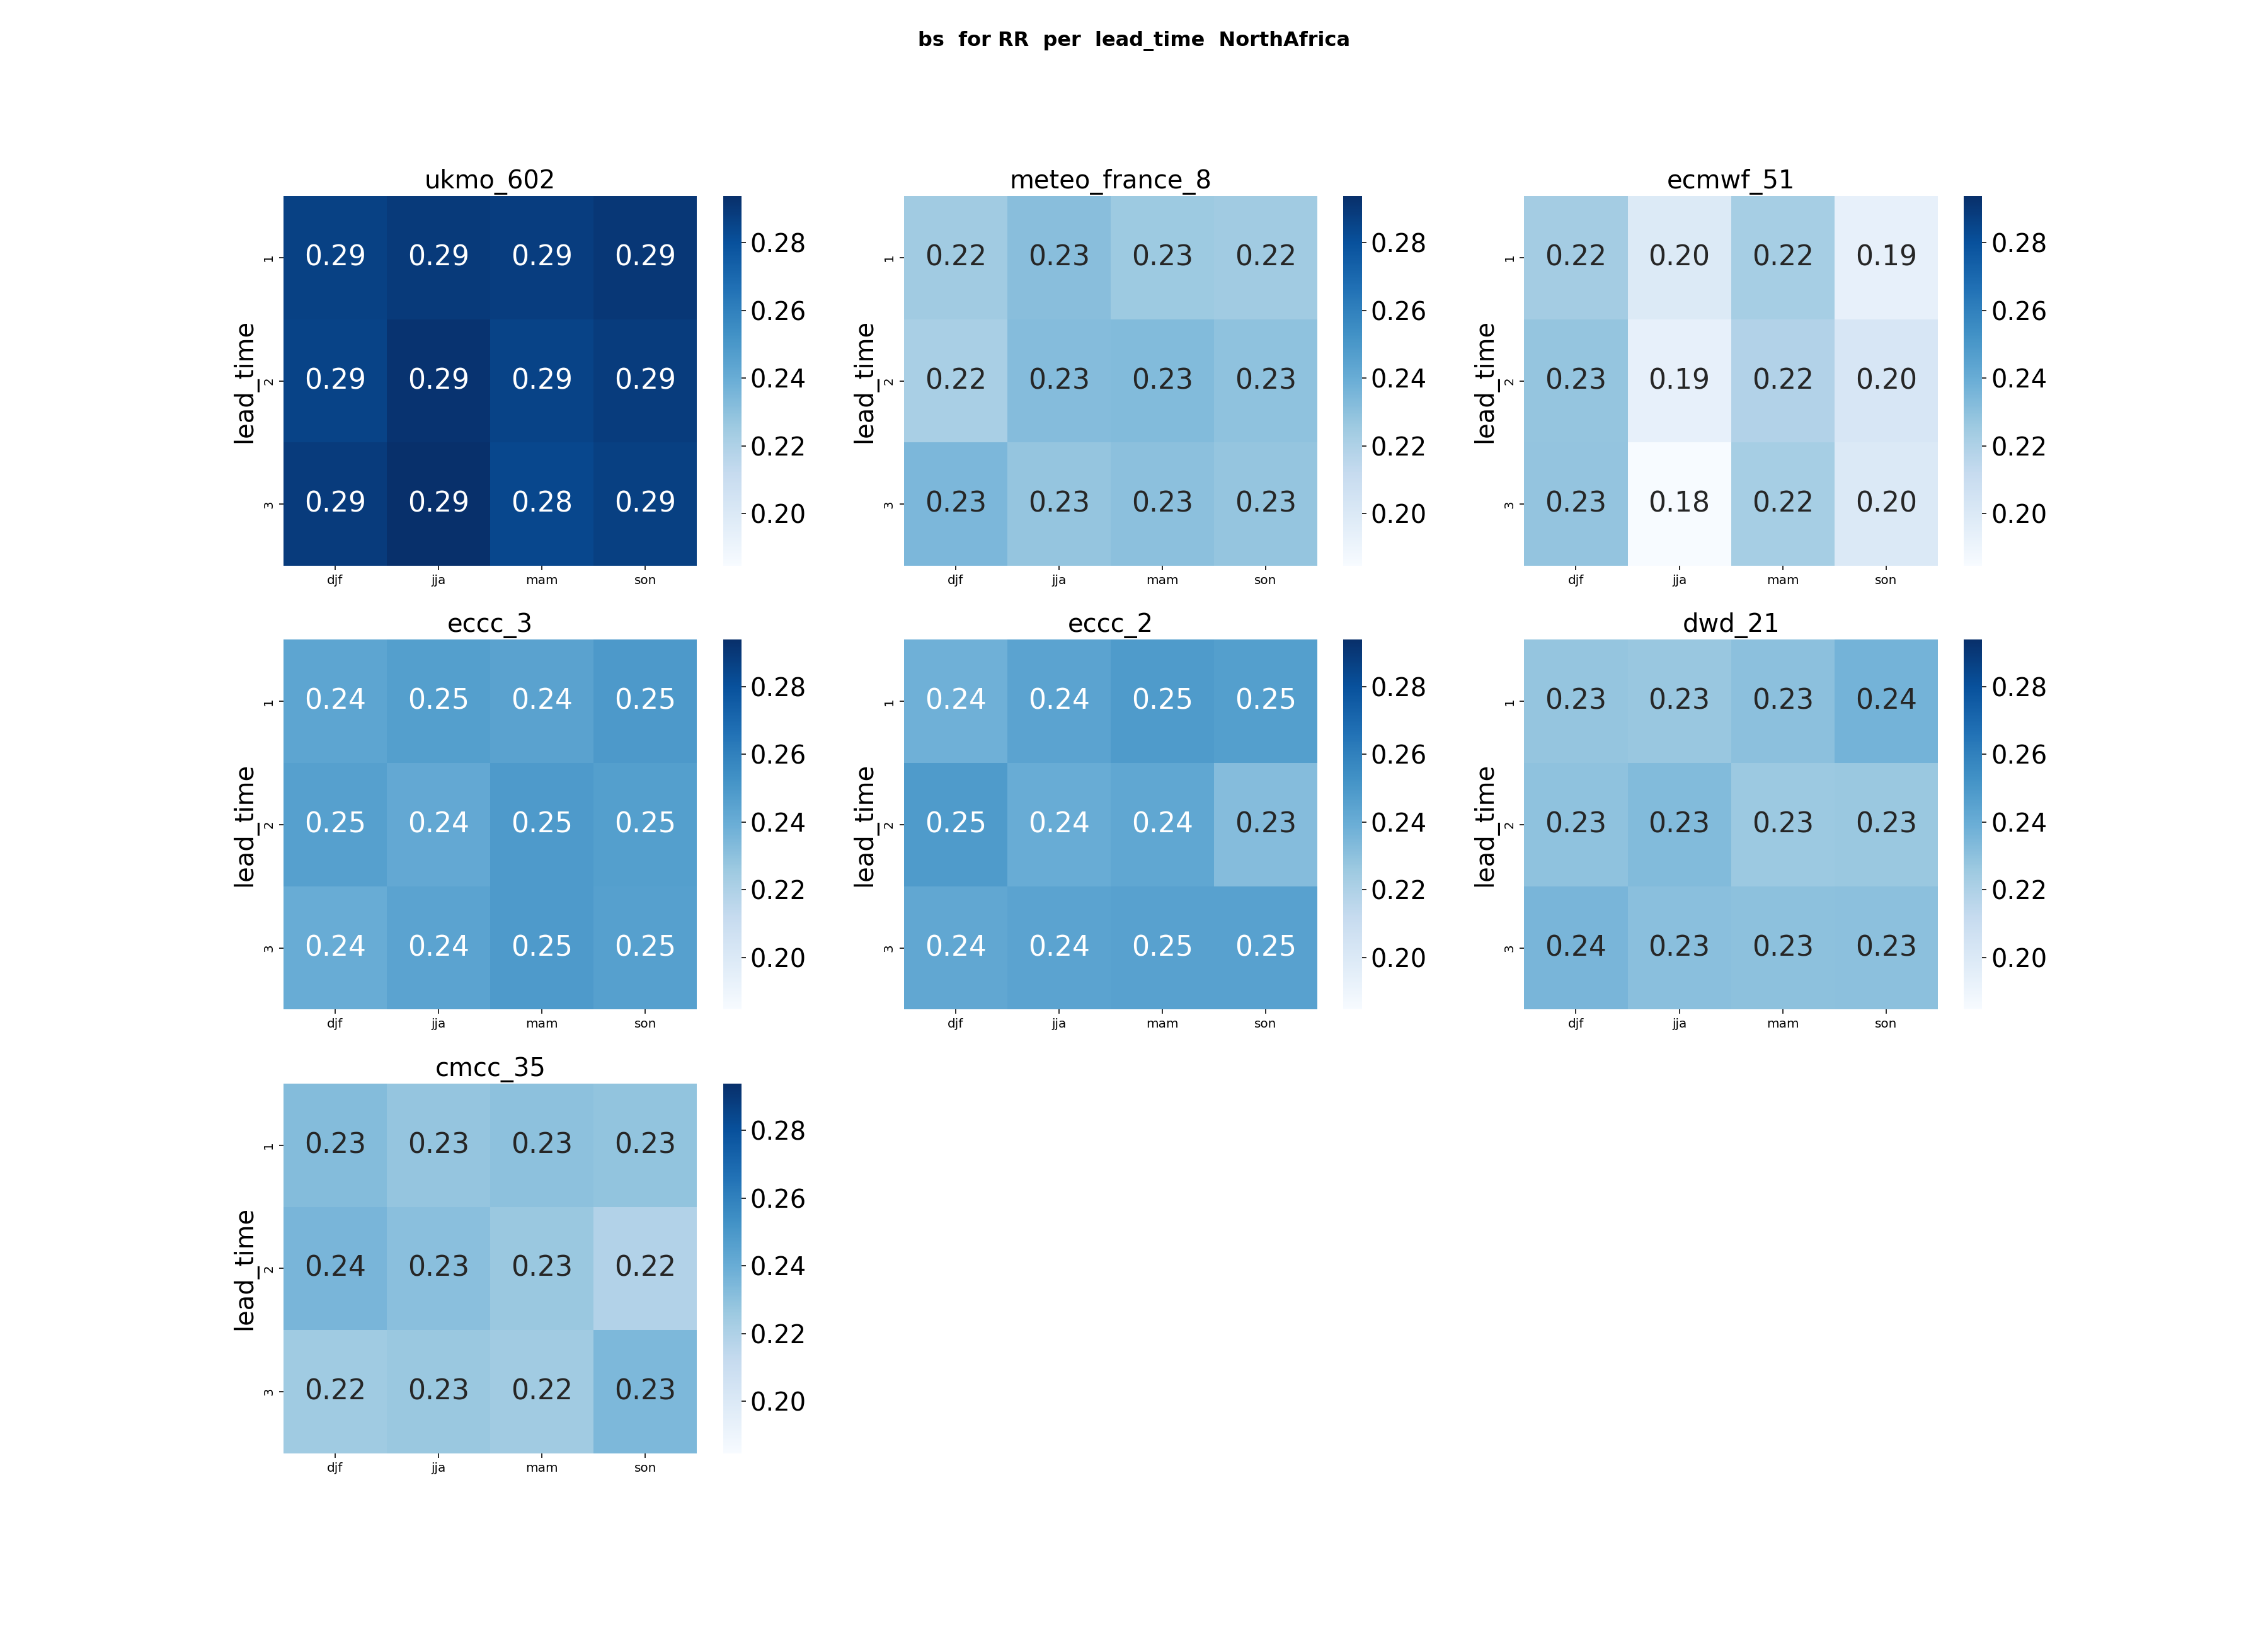 bs  for RR  per  lead_time  NorthAfrica
ukmo_602
lead_time
1 0.29 0.29 0.29 0.29
2 0.29 0.29 0.29 0.29
3 0.29 0.29 0.28 0.29
djf jja mam son
0.28
0.26
0.24
0.22
0.20
meteo_france_8
lead_time
1 0.22 0.23 0.23 0.22
2 0.22 0.23 0.23 0.23
3 0.23 0.23 0.23 0.23
djf jja mam son
0.28
0.26
0.24
0.22
0.20
ecmwf_51
lead_time
1 0.22 0.20 0.22 0.19
2 0.23 0.19 0.22 0.20
3 0.23 0.18 0.22 0.20
djf jja mam son
0.28
0.26
0.24
0.22
0.20
eccc_3
lead_time
1 0.24 0.25 0.24 0.25
2 0.25 0.24 0.25 0.25
3 0.24 0.24 0.25 0.25
djf jja mam son
0.28
0.26
0.24
0.22
0.20
eccc_2
lead_time
1 0.24 0.24 0.25 0.25
2 0.25 0.24 0.24 0.23
3 0.24 0.24 0.25 0.25
djf jja mam son
0.28
0.26
0.24
0.22
0.20
dwd_21
lead_time
1 0.23 0.23 0.23 0.24
2 0.23 0.23 0.23 0.23
3 0.24 0.23 0.23 0.23
djf jja mam son
0.28
0.26
0.24
0.22
0.20
cmcc_35
lead_time
1 0.23 0.23 0.23 0.23
2 0.24 0.23 0.23 0.22
3 0.22 0.23 0.22 0.23
djf jja mam son
0.28
0.26
0.24
0.22
0.20